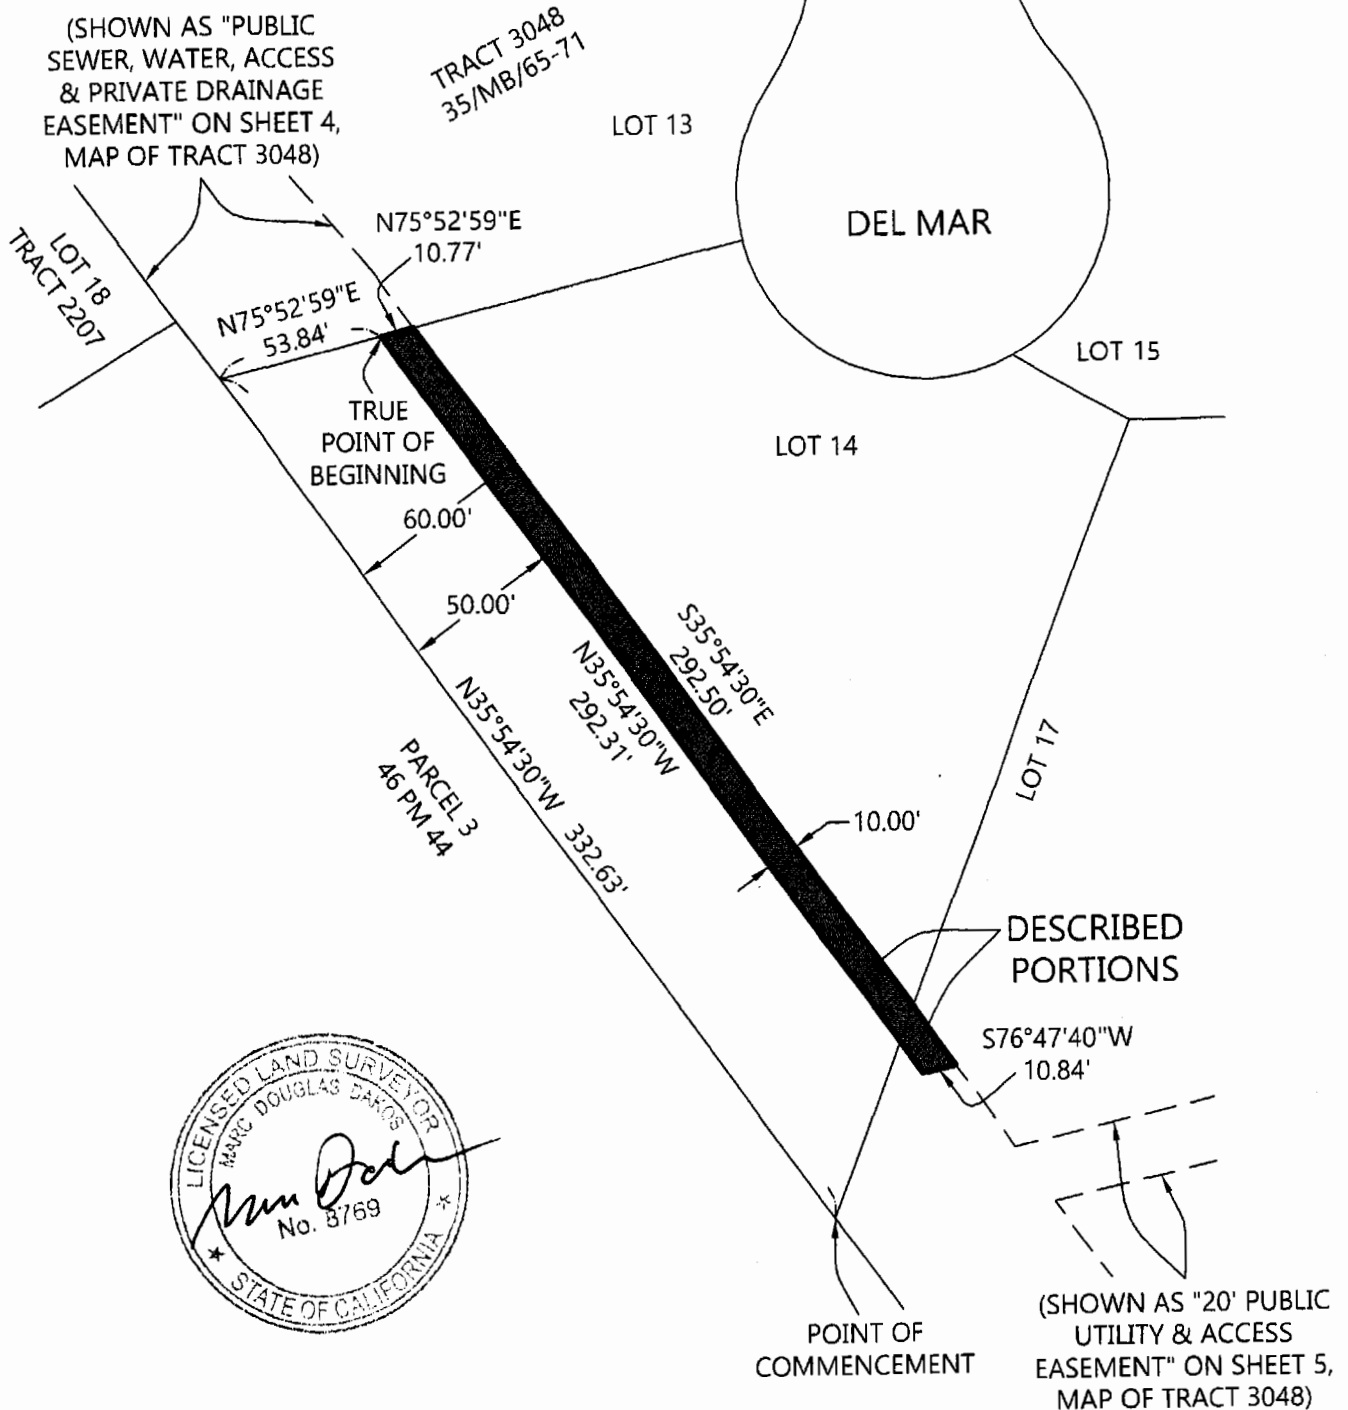 (SHOWN AS "PUBLIC
SEWER, WATER, ACCESS
& PRIVATE DRAINAGE
EASEMENT" ON SHEET 4,
MAP OF TRACT 3048)
TRACT 3048
35/MB/65-71
LOT 13
DEL MAR
LOT 18
TRACT 2207
N75°52'59"E
10.77'
N75°52'59"E
53.84'
LOT 15
TRUE
POINT OF
BEGINNING
LOT 14
60.00'
50.00'
S35°54'30"E
292.50'
N35°54'30"W
292.31'
N35°54'30"W 332.63'
PARCEL 3
46 PM 44
LOT 17
10.00'
DESCRIBED
PORTIONS
S76°47'40"W
10.84'
LICENSED LAND SURVEYOR
MARC DOUGLAS DAKOS
No. 8769
STATE OF CALIFORNIA
POINT OF
COMMENCEMENT
(SHOWN AS "20' PUBLIC
UTILITY & ACCESS
EASEMENT" ON SHEET 5,
MAP OF TRACT 3048)